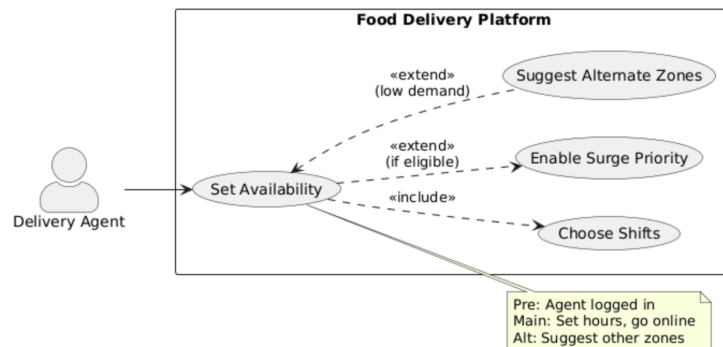 Food Delivery Platform
«extend»
(low demand)
Suggest Alternate Zones
«extend»
(if eligible)
Enable Surge Priority
Set Availability
«include»
Choose Shifts
Delivery Agent
Pre: Agent logged in
Main: Set hours, go online
Alt: Suggest other zones